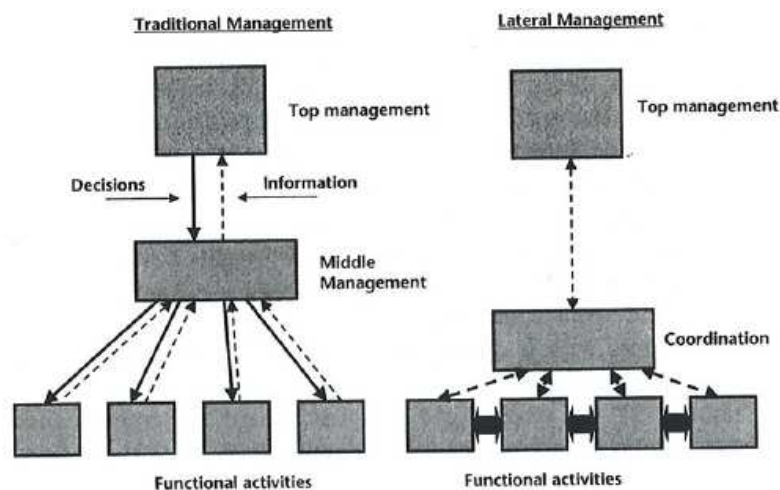 Traditional Management
Lateral Management
Top management
Top management
Decisions
Information
Middle
Management
Coordination
Functional activities
Functional activities